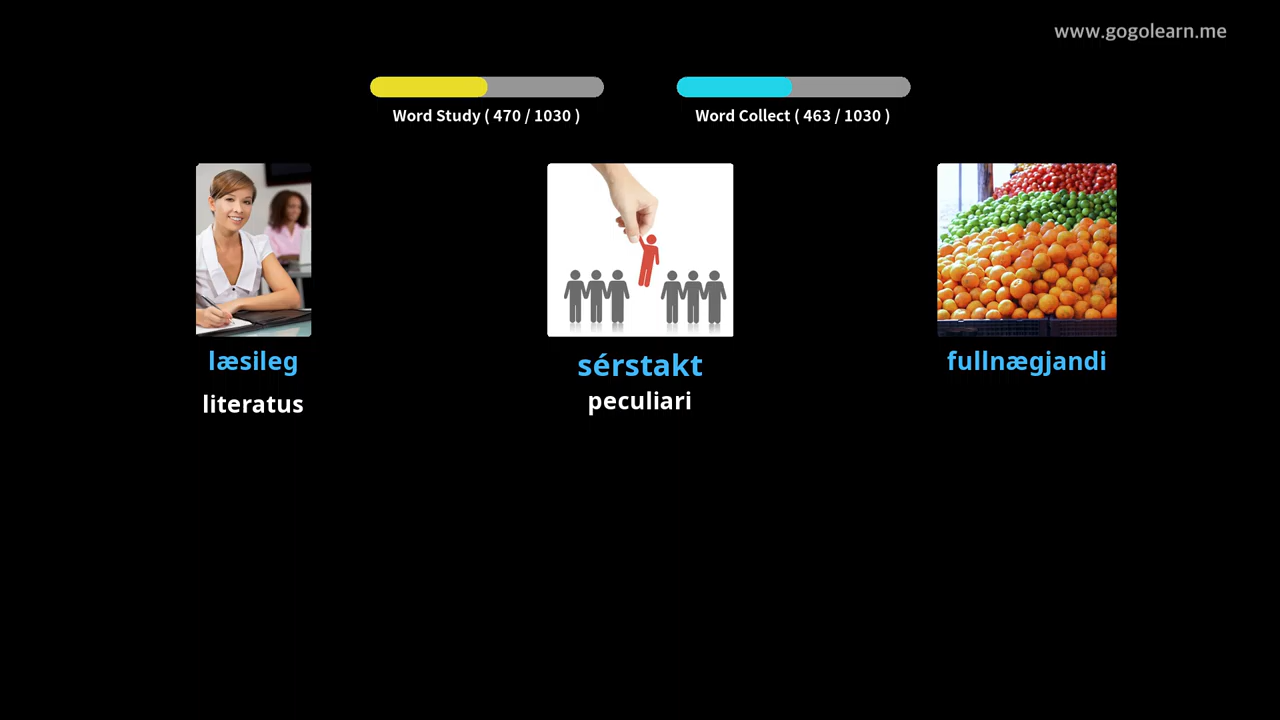 www.gogolearn.me
Word Study ( 470 / 1030 )
Word Collect ( 463 / 1030 )
læsileg
sérstakt
fullnægjandi
literatus
peculiari